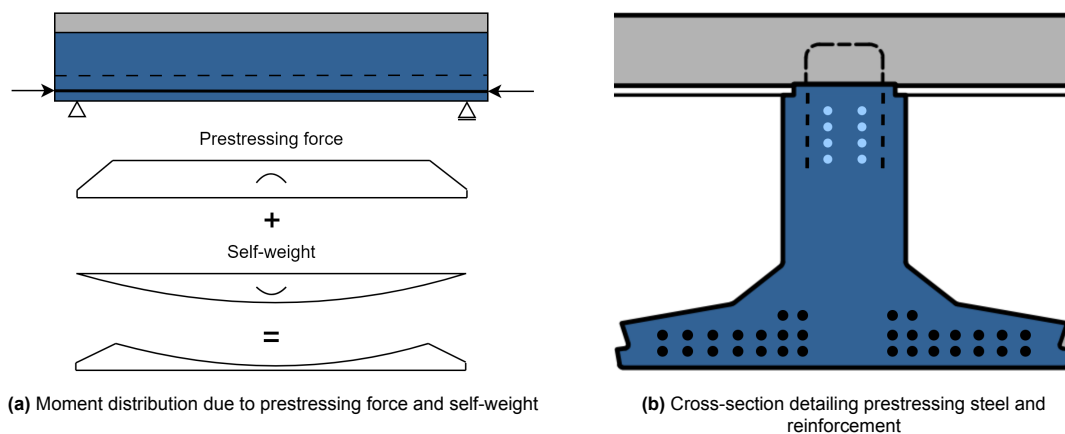 Prestressing force
+
Self-weight
=
(a) Moment distribution due to prestressing force and self-weight
(b) Cross-section detailing prestressing steel and
reinforcement